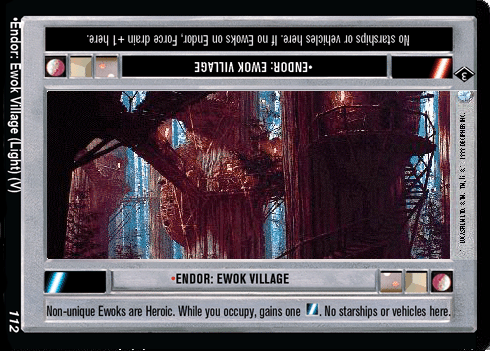 •Endor: Ewok Village (Light) (V)
112
No starships or vehicles here. If no Ewoks on Endor, Force drain +1 here.
•ENDOR: EWOK VILLAGE
3
•ENDOR: EWOK VILLAGE
Non-unique Ewoks are Heroic. While you occupy, gains one . No starships or vehicles here.